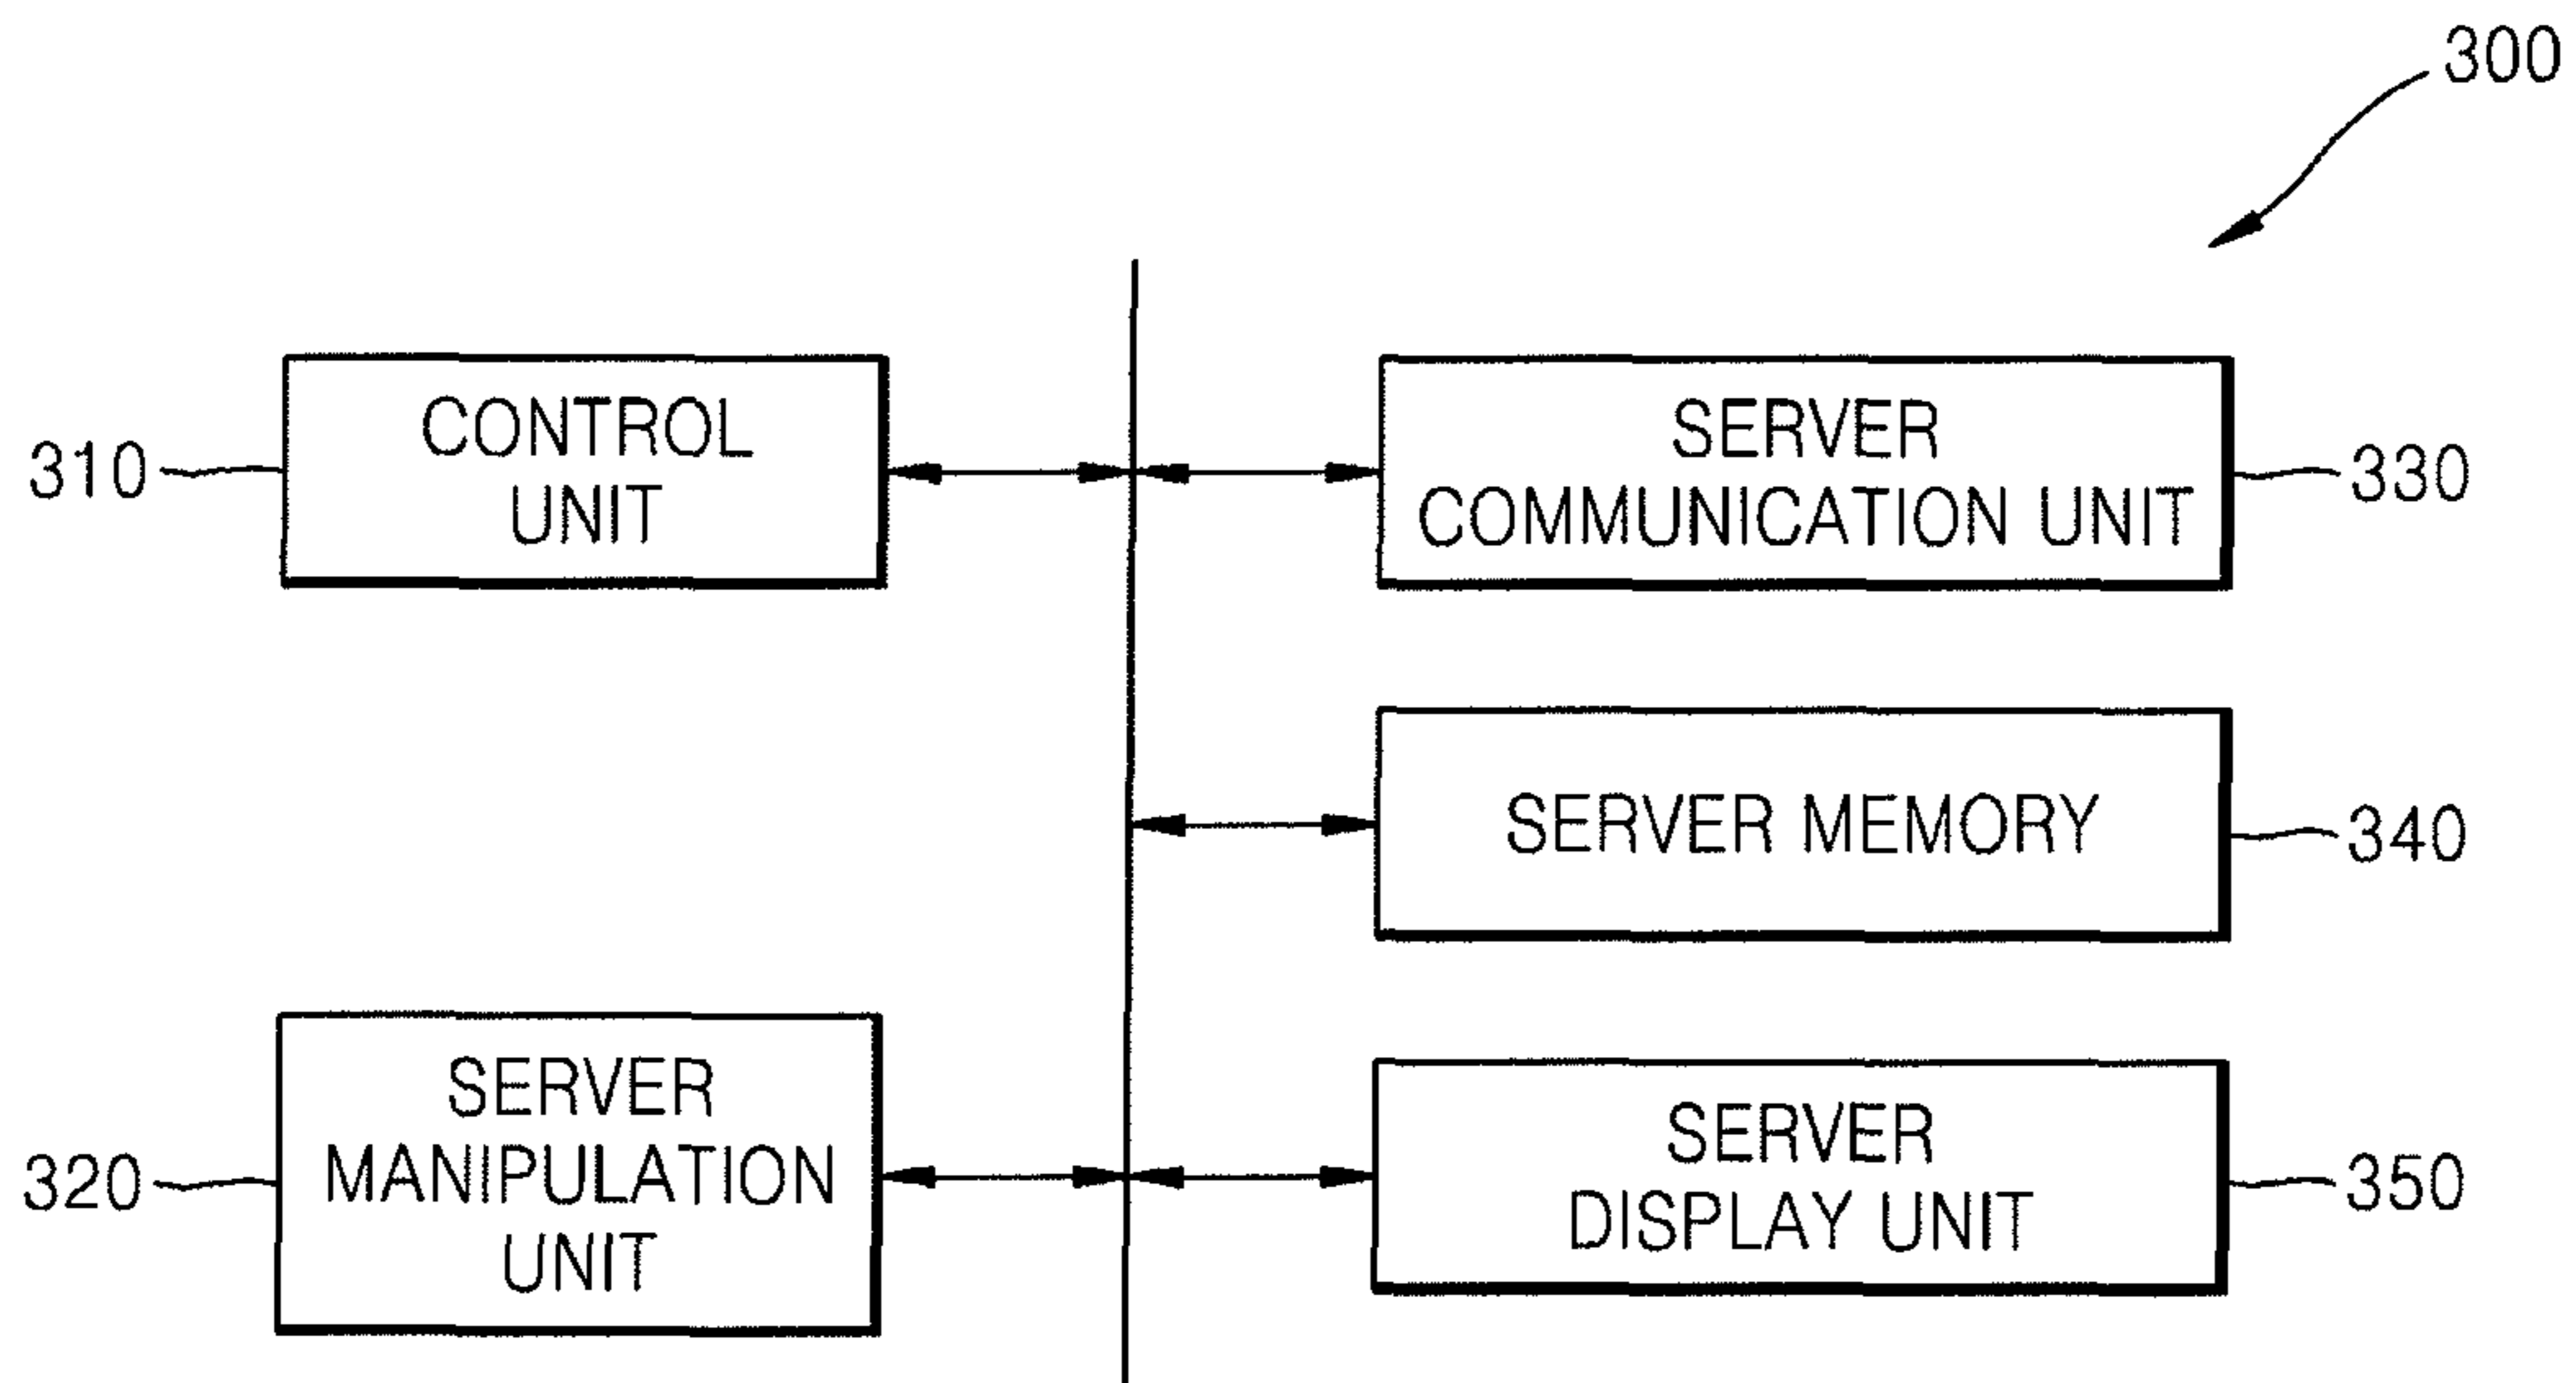 300
310
CONTROL
UNIT
SERVER
COMMUNICATION UNIT
330
SERVER MEMORY
340
320
SERVER
MANIPULATION
UNIT
SERVER
DISPLAY UNIT
350